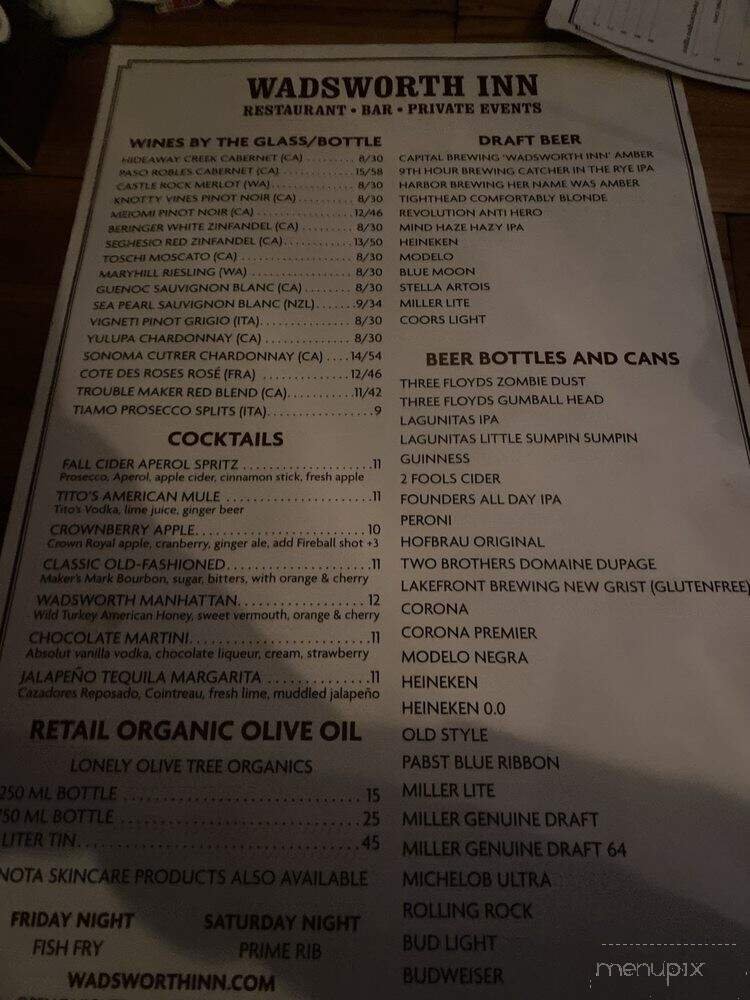 WADSWORTH INN
RESTAURANT • BAR • PRIVATE EVENTS
WINES BY THE GLASS/BOTTLE
HIDEAWAY CREEK CABERNET (CA) .......... 8/30
PASO ROBLES CABERNET (CA) .............. 15/58
CASTLE ROCK MERLOT (WA) ................ 8/30
KNOTTY VINES PINOT NOIR (CA) ........... 8/30
MEIOMI PINOT NOIR (CA) ................. 12/46
BERINGER WHITE ZINFANDEL (CA) .......... 8/30
SEGHESIO RED ZINFANDEL (CA) ............ 13/50
TOSCHI MOSCATO (CA) .................... 8/30
MARYHILL RIESLING (WA) ................. 8/30
GUENOC SAUVIGNON BLANC (CA) ............ 8/30
SEA PEARL SAUVIGNON BLANC (NZL) ....... 9/34
VIGNETI PINOT GRIGIO (ITA) ............. 8/30
YULUPA CHARDONNAY (CA) ................. 8/30
SONOMA CUTRER CHARDONNAY (CA) .... 14/54
COTE DES ROSES ROSÉ (FRA) .............. 12/46
TROUBLE MAKER RED BLEND (CA) ........... 11/42
TIAMO PROSECCO SPLITS (ITA) ............ 9
COCKTAILS
FALL CIDER APEROL SPRITZ .................... 11
Prosecco, Aperol, apple cider, cinnamon stick, fresh apple
TITO'S AMERICAN MULE ...................... 11
Tito's Vodka, lime juice, ginger beer
CROWNBERRY APPLE .......................... 10
Crown Royal apple, cranberry, ginger ale, add Fireball shot +3
CLASSIC OLD-FASHIONED ..................... 11
Maker's Mark Bourbon, sugar, bitters, with orange & cherry
WADSWORTH MANHATTAN ................... 12
Wild Turkey American Honey, sweet vermouth, orange & cherry
CHOCOLATE MARTINI .......................... 11
Absolut vanilla vodka, chocolate liqueur, cream, strawberry
JALAPEÑO TEQUILA MARGARITA .............. 11
Cazadores Reposado, Cointreau, fresh lime, muddled jalapeño
RETAIL ORGANIC OLIVE OIL
LONELY OLIVE TREE ORGANICS
250 ML BOTTLE .............................. 15
50 ML BOTTLE ............................... 25
LITER TIN .................................. 45
NOTA SKINCARE PRODUCTS ALSO AVAILABLE
FRIDAY NIGHT
FISH FRY
SATURDAY NIGHT
PRIME RIB
WADSWORTHINN.COM
DRAFT BEER
CAPITAL BREWING 'WADSWORTH INN' AMBER
9TH HOUR BREWING CATCHER IN THE RYE IPA
HARBOR BREWING HER NAME WAS AMBER
TIGHTHEAD COMFORTABLY BLONDE
REVOLUTION ANTI HERO
MIND HAZE HAZY IPA
HEINEKEN
MODELO
BLUE MOON
STELLA ARTOIS
MILLER LITE
COORS LIGHT
BEER BOTTLES AND CANS
THREE FLOYDS ZOMBIE DUST
THREE FLOYDS GUMBALL HEAD
LAGUNITAS IPA
LAGUNITAS LITTLE SUMPIN SUMPIN
GUINNESS
2 FOOLS CIDER
FOUNDERS ALL DAY IPA
PERONI
HOFBRAU ORIGINAL
TWO BROTHERS DOMAINE DUPAGE
LAKEFRONT BREWING NEW GRIST (GLUTENFREE)
CORONA
CORONA PREMIER
MODELO NEGRA
HEINEKEN
HEINEKEN 0.0
OLD STYLE
PABST BLUE RIBBON
MILLER LITE
MILLER GENUINE DRAFT
MILLER GENUINE DRAFT 64
MICHELOB ULTRA
ROLLING ROCK
BUD LIGHT
BUDWEISER
menupix